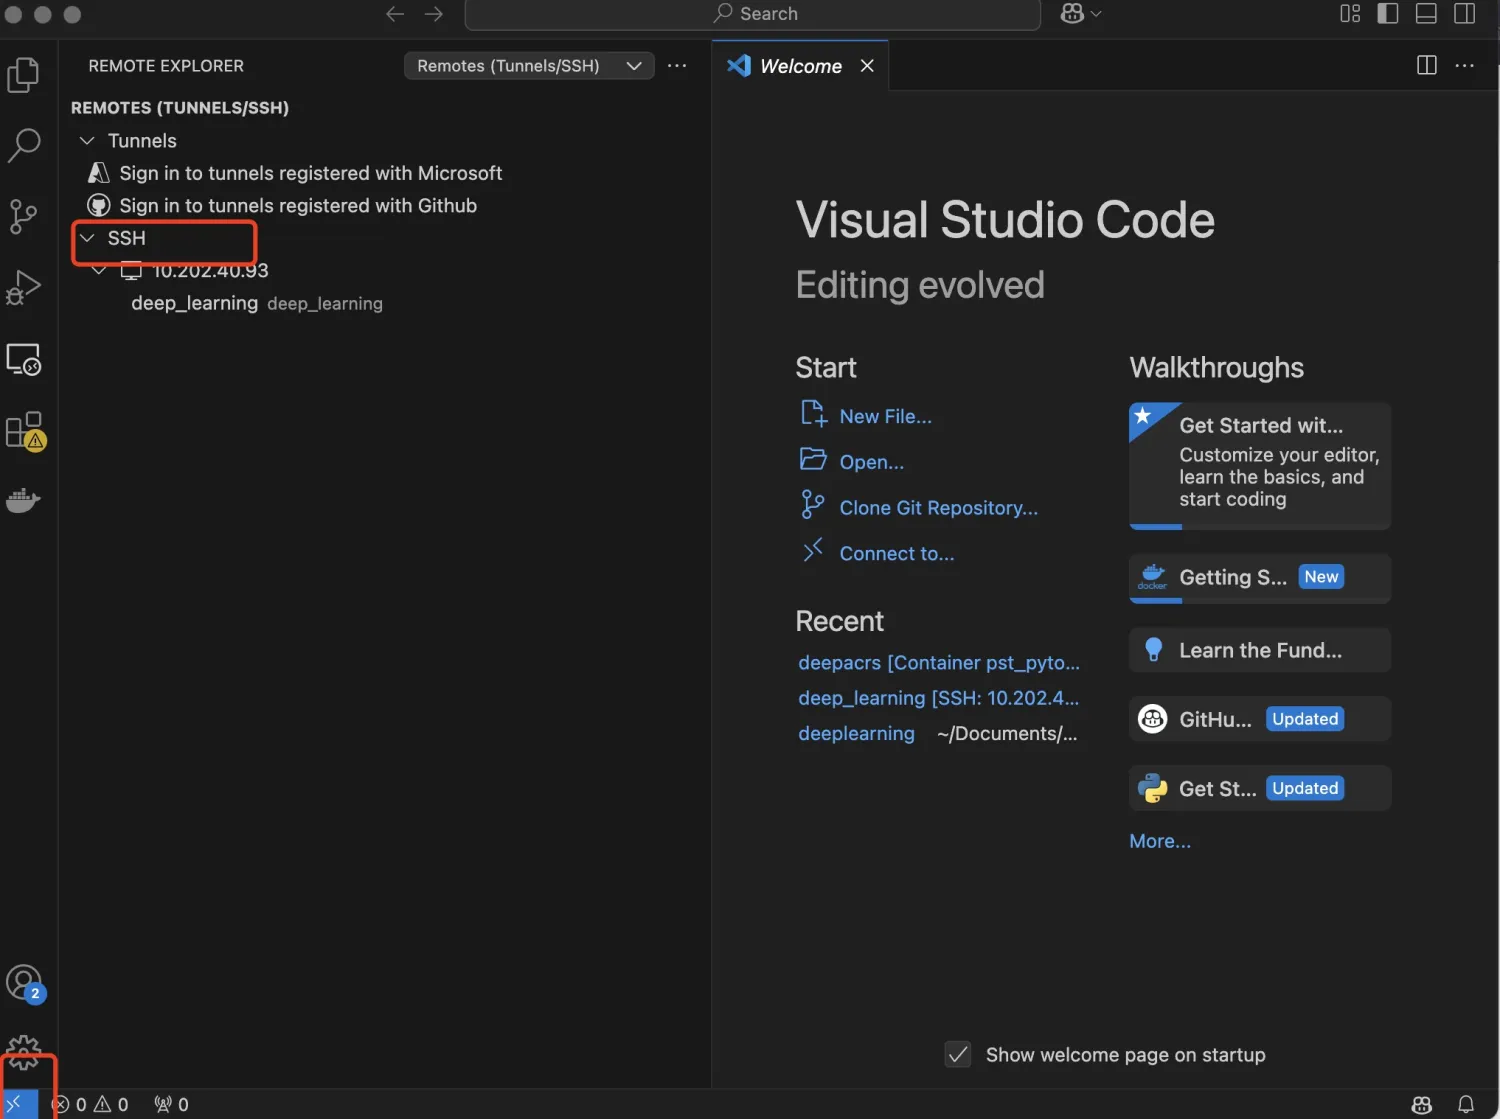 Search
REMOTE EXPLORER
Remotes (Tunnels/SSH)
REMOTES (TUNNELS/SSH)
Tunnels
Sign in to tunnels registered with Microsoft
Sign in to tunnels registered with Github
SSH
10.202.40.93
deep_learning deep_learning
2
0 0 0
Welcome
Visual Studio Code
Editing evolved
Start
New File...
Open...
Clone Git Repository...
Connect to...
Recent
deepacrs [Container pst_pyto...
deep_learning [SSH: 10.202.4...
deeplearning ~/Documents/...
Walkthroughs
Get Started wit...
Customize your editor,
learn the basics, and
start coding
docker
Getting S... New
Learn the Fund...
GitHu... Updated
Get St... Updated
More...
Show welcome page on startup